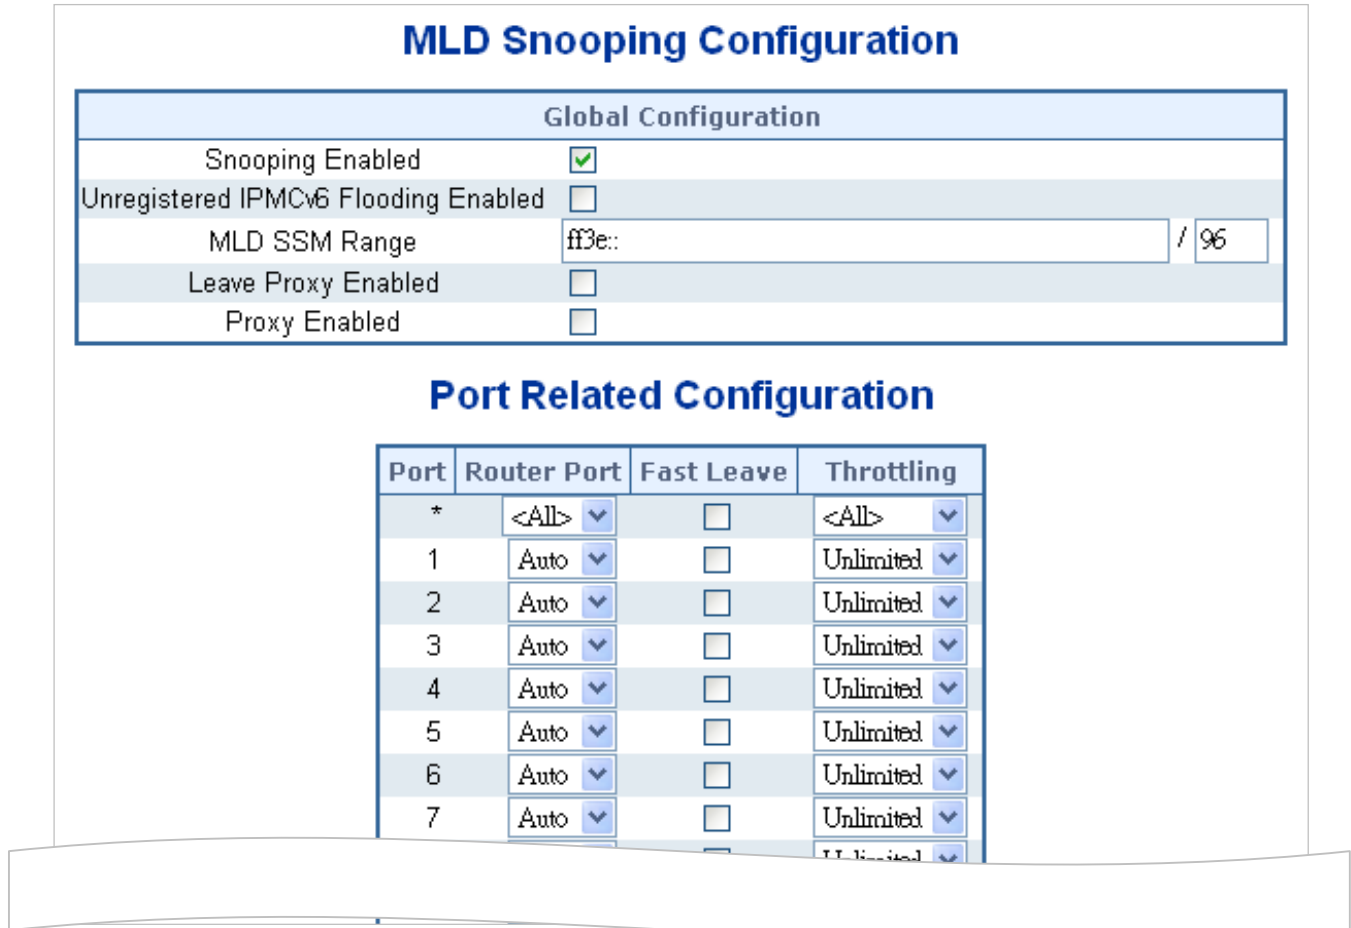 MLD Snooping Configuration
Global Configuration
Snooping Enabled
Unregistered IPMCv6 Flooding Enabled
MLD SSM Range ff3e:: / 96
Leave Proxy Enabled
Proxy Enabled
Port Related Configuration
Port Router Port Fast Leave Throttling
* <All> <All>
1 Auto Unlimited
2 Auto Unlimited
3 Auto Unlimited
4 Auto Unlimited
5 Auto Unlimited
6 Auto Unlimited
7 Auto Unlimited
Unlimited